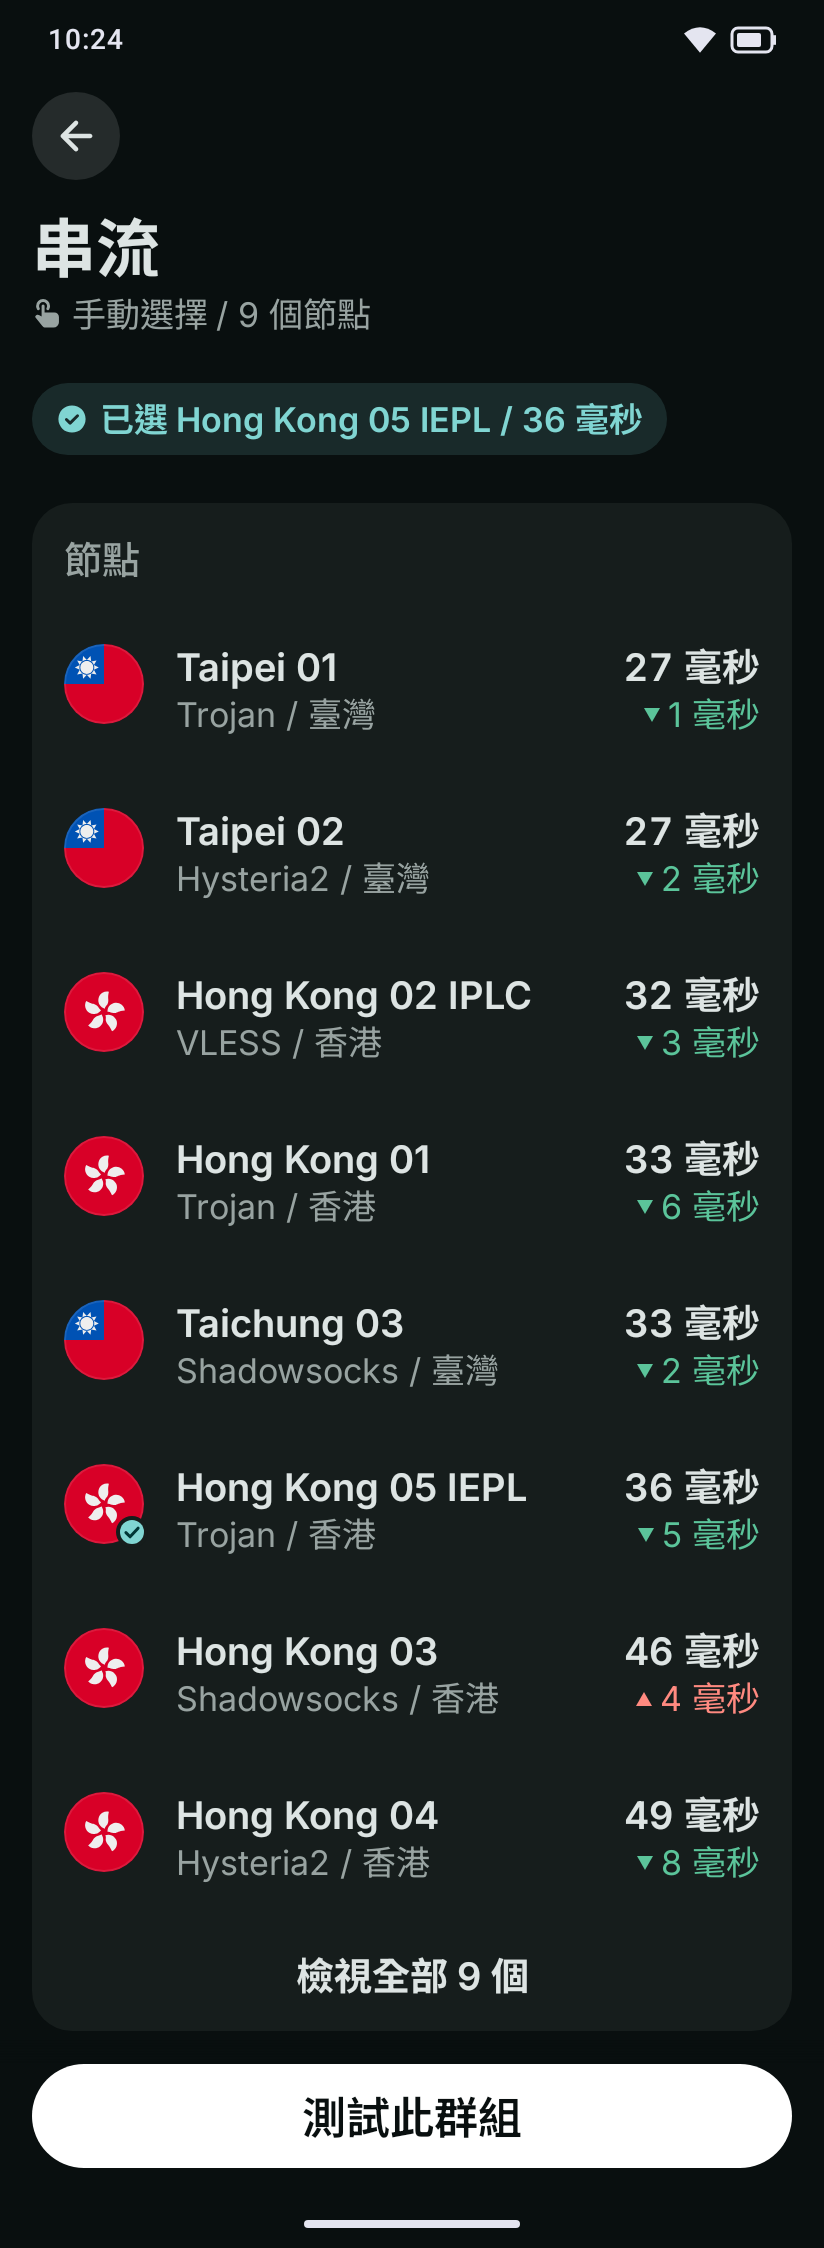 10:24
串流
手動選擇 / 9 個節點
已選 Hong Kong 05 IEPL / 36 毫秒
節點
Taipei 01
27 毫秒
Trojan / 臺灣
▼1 毫秒
Taipei 02
27 毫秒
Hysteria2 / 臺灣
▼2 毫秒
Hong Kong 02 IPLC
32 毫秒
VLESS / 香港
▼3 毫秒
Hong Kong 01
33 毫秒
Trojan / 香港
▼6 毫秒
Taichung 03
33 毫秒
Shadowsocks / 臺灣
▼2 毫秒
Hong Kong 05 IEPL
36 毫秒
Trojan / 香港
▼5 毫秒
Hong Kong 03
46 毫秒
Shadowsocks / 香港
▲4 毫秒
Hong Kong 04
49 毫秒
Hysteria2 / 香港
▼8 毫秒
檢視全部 9 個
測試此群組